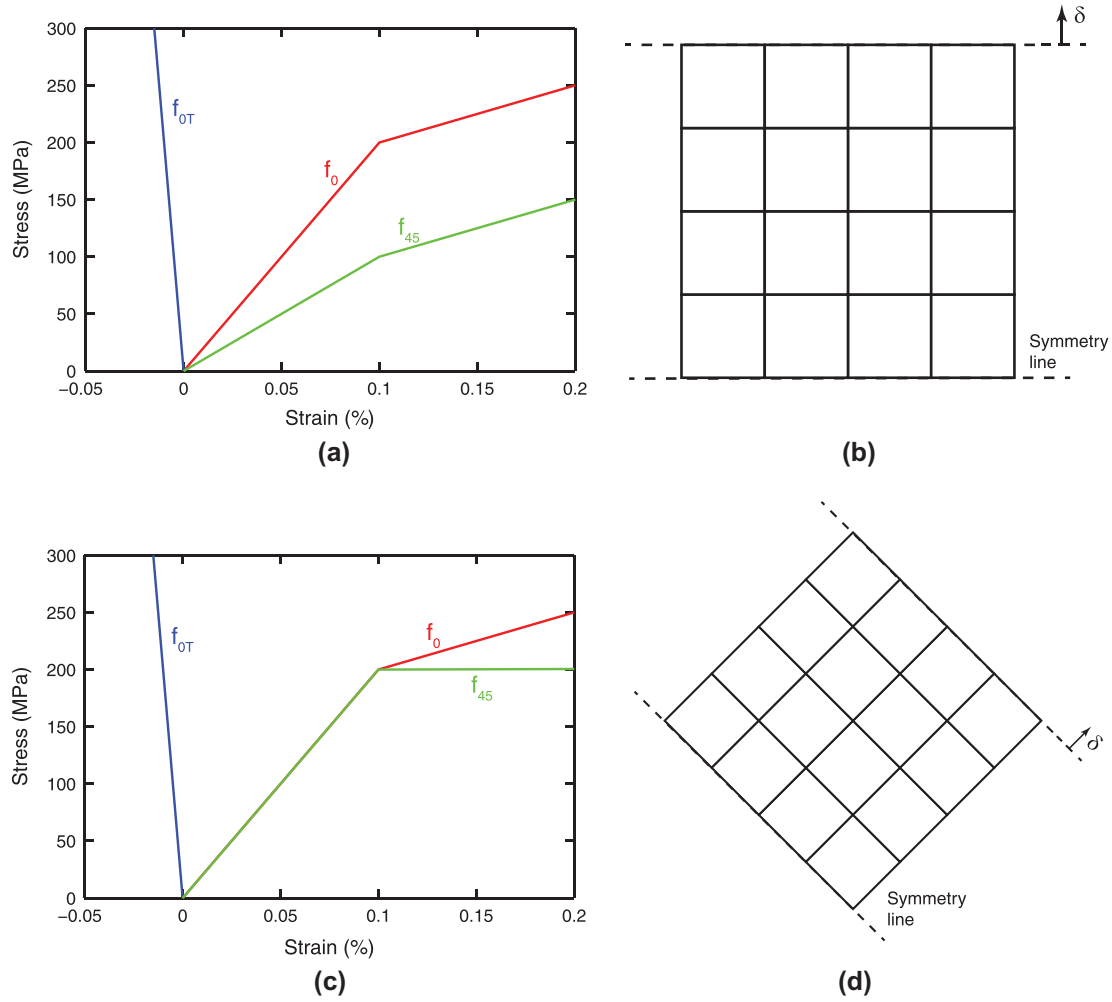 300
250
200
150
100
50
0
Stress (MPa)
f0T
f0
f45
−0.05
0
0.05
0.1
0.15
0.2
Strain (%)
(a)
δ
Symmetry
line
(b)
300
250
200
150
100
50
0
Stress (MPa)
f0T
f0
f45
−0.05
0
0.05
0.1
0.15
0.2
Strain (%)
(c)
δ
Symmetry
line
(d)